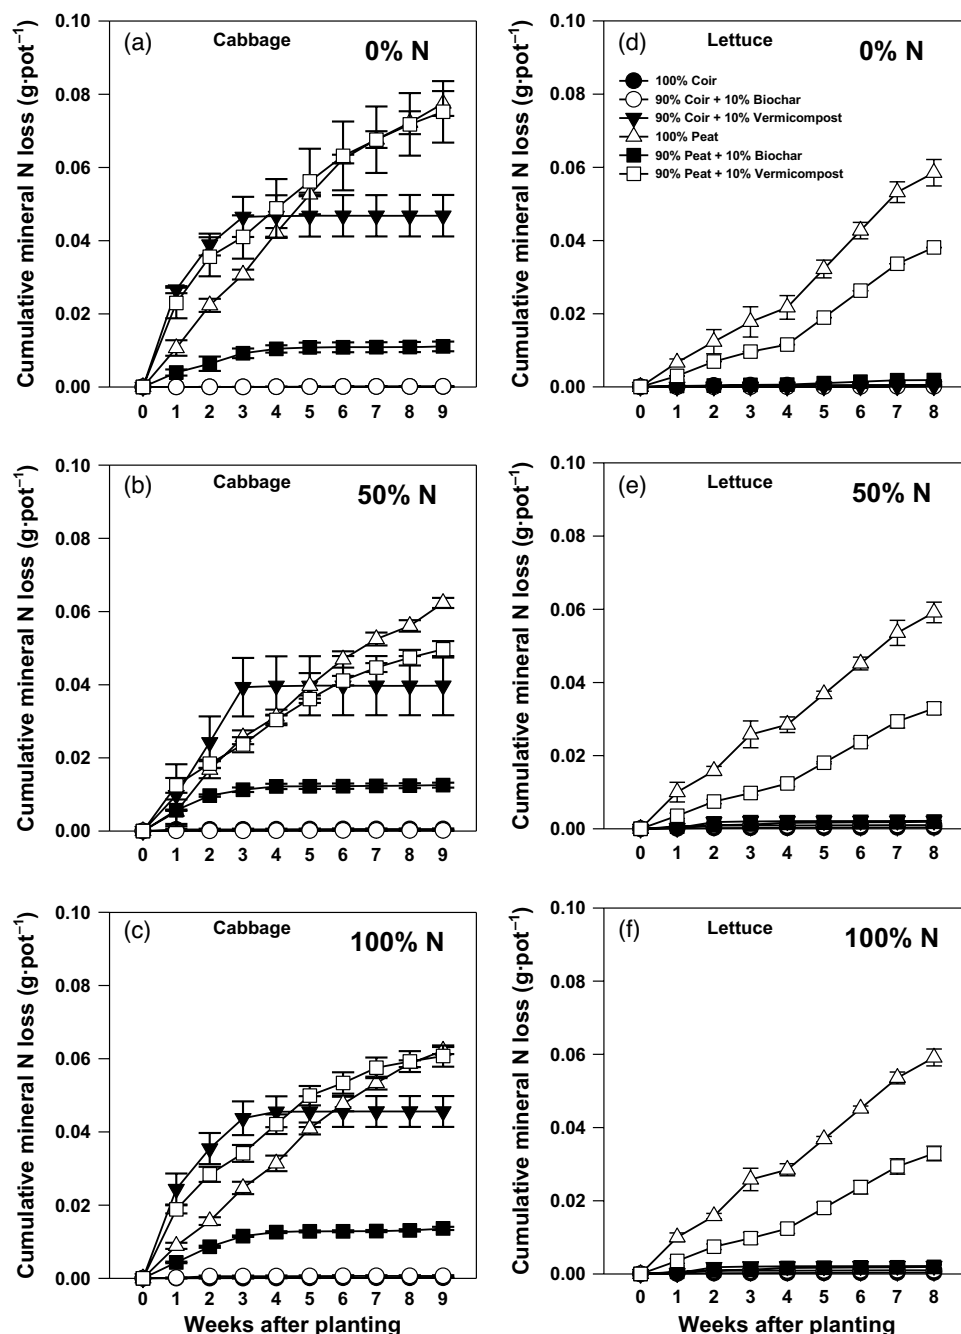 (a) Cabbage 0% N
Cumulative mineral N loss (g·pot⁻¹)
0.10
0.08
0.06
0.04
0.02
0.00
0 1 2 3 4 5 6 7 8 9
(d) Lettuce 0% N
100% Coir
90% Coir + 10% Biochar
90% Coir + 10% Vermicompost
100% Peat
90% Peat + 10% Biochar
90% Peat + 10% Vermicompost
Cumulative mineral N loss (g·pot⁻¹)
0.10
0.08
0.06
0.04
0.02
0.00
0 1 2 3 4 5 6 7 8
(b) Cabbage 50% N
Cumulative mineral N loss (g·pot⁻¹)
0.10
0.08
0.06
0.04
0.02
0.00
0 1 2 3 4 5 6 7 8 9
(e) Lettuce 50% N
Cumulative mineral N loss (g·pot⁻¹)
0.10
0.08
0.06
0.04
0.02
0.00
0 1 2 3 4 5 6 7 8
(c) Cabbage 100% N
Cumulative mineral N loss (g·pot⁻¹)
0.10
0.08
0.06
0.04
0.02
0.00
0 1 2 3 4 5 6 7 8 9
Weeks after planting
(f) Lettuce 100% N
Cumulative mineral N loss (g·pot⁻¹)
0.10
0.08
0.06
0.04
0.02
0.00
0 1 2 3 4 5 6 7 8
Weeks after planting